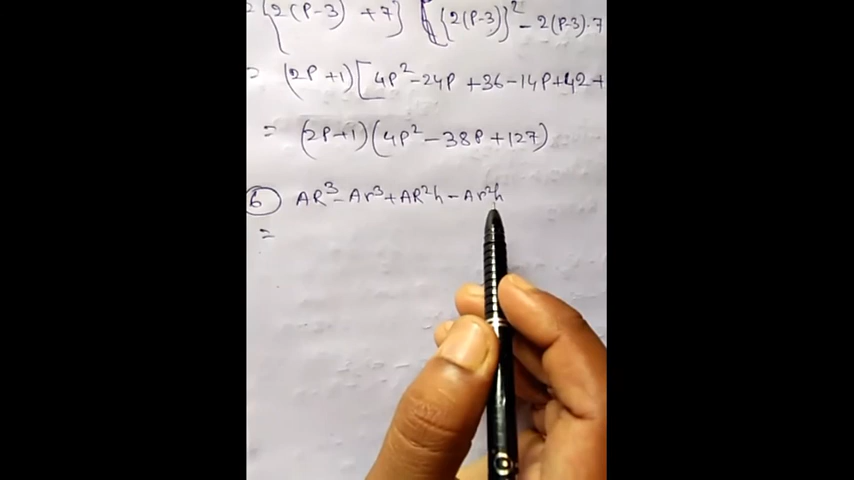 2{2(P-3) +7} [{2(P-3)}² - 2(P-3)·7
= (2P+1)[4P²-24P +36-14P+42+
= (2P+1)(4P²-38P+127)
6 AR³-Ar³+AR²h-Ar²h
=